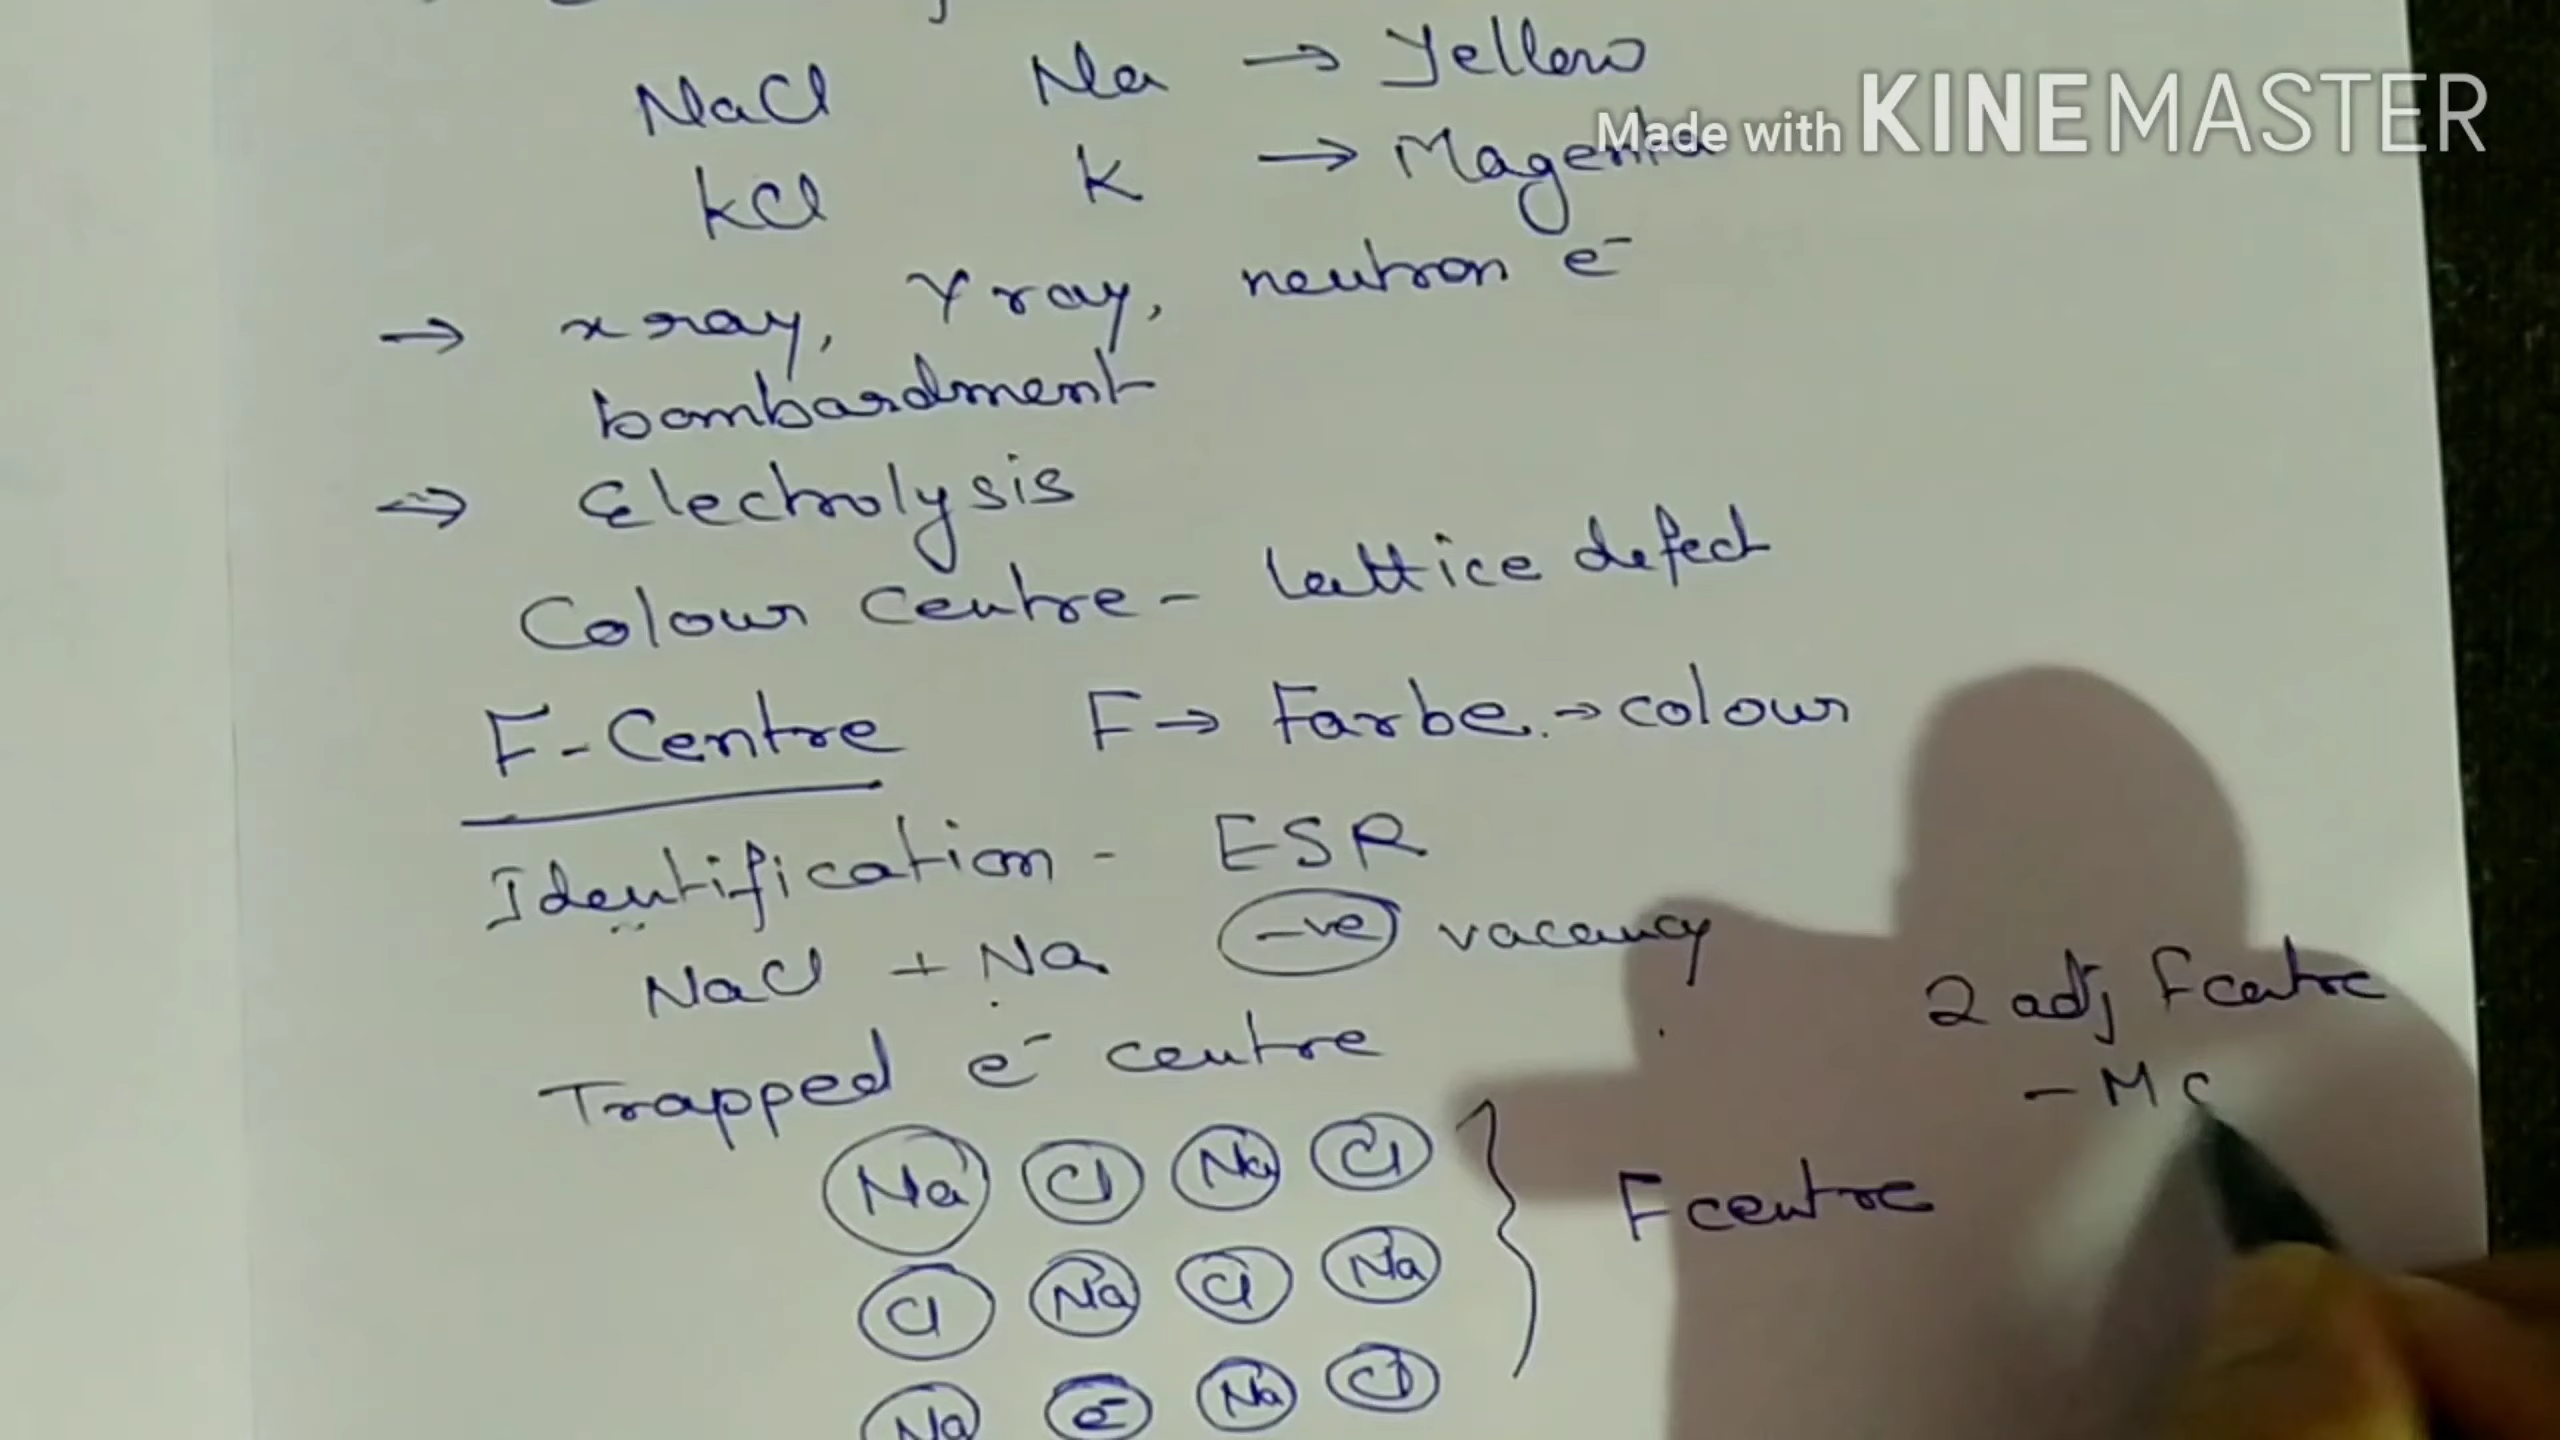 NaCl Na → Yellow
Made with KINEMASTER
KCl K → Magenta
→ x ray, γ ray, neutron e⁻
bombardment
⇒ Electrolysis
Colour Centre - lattice defect
F-Centre F → Farbe. → colour
Identification - ESR
NaCl + Na -ve vacancy
2 adj F centre
Trapped e⁻ centre
- M c
Na Cl Na Cl
F centre
Cl Na Cl Na
Na e⁻ Na Cl